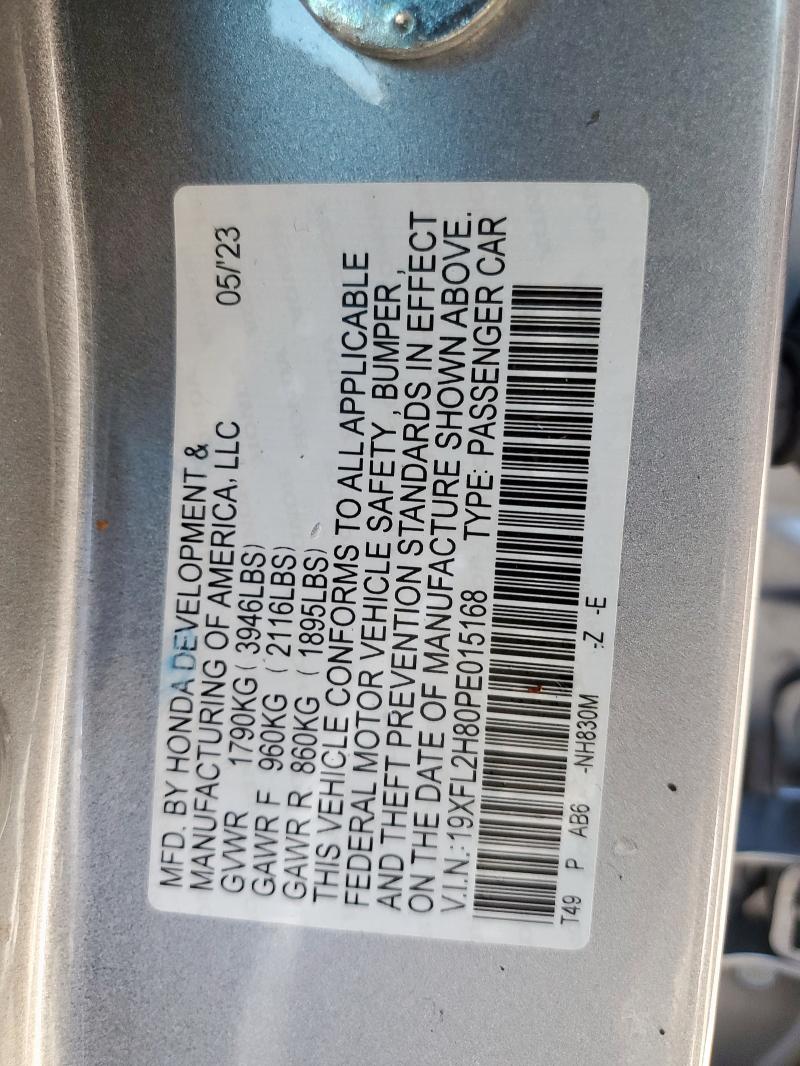 MFD. BY HONDA DEVELOPMENT &
MANUFACTURING OF AMERICA, LLC 05/'23
GVWR 1790KG ( 3946LBS)
GAWR F 960KG ( 2116LBS)
GAWR R 860KG ( 1895LBS)
THIS VEHICLE CONFORMS TO ALL APPLICABLE
FEDERAL MOTOR VEHICLE SAFETY , BUMPER ,
AND THEFT PREVENTION STANDARDS IN EFFECT
ON THE DATE OF MANUFACTURE SHOWN ABOVE.
V.I.N.:19XFL2H80PE015168 TYPE: PASSENGER CAR
T49 P AB6 -NH830M -Z -E